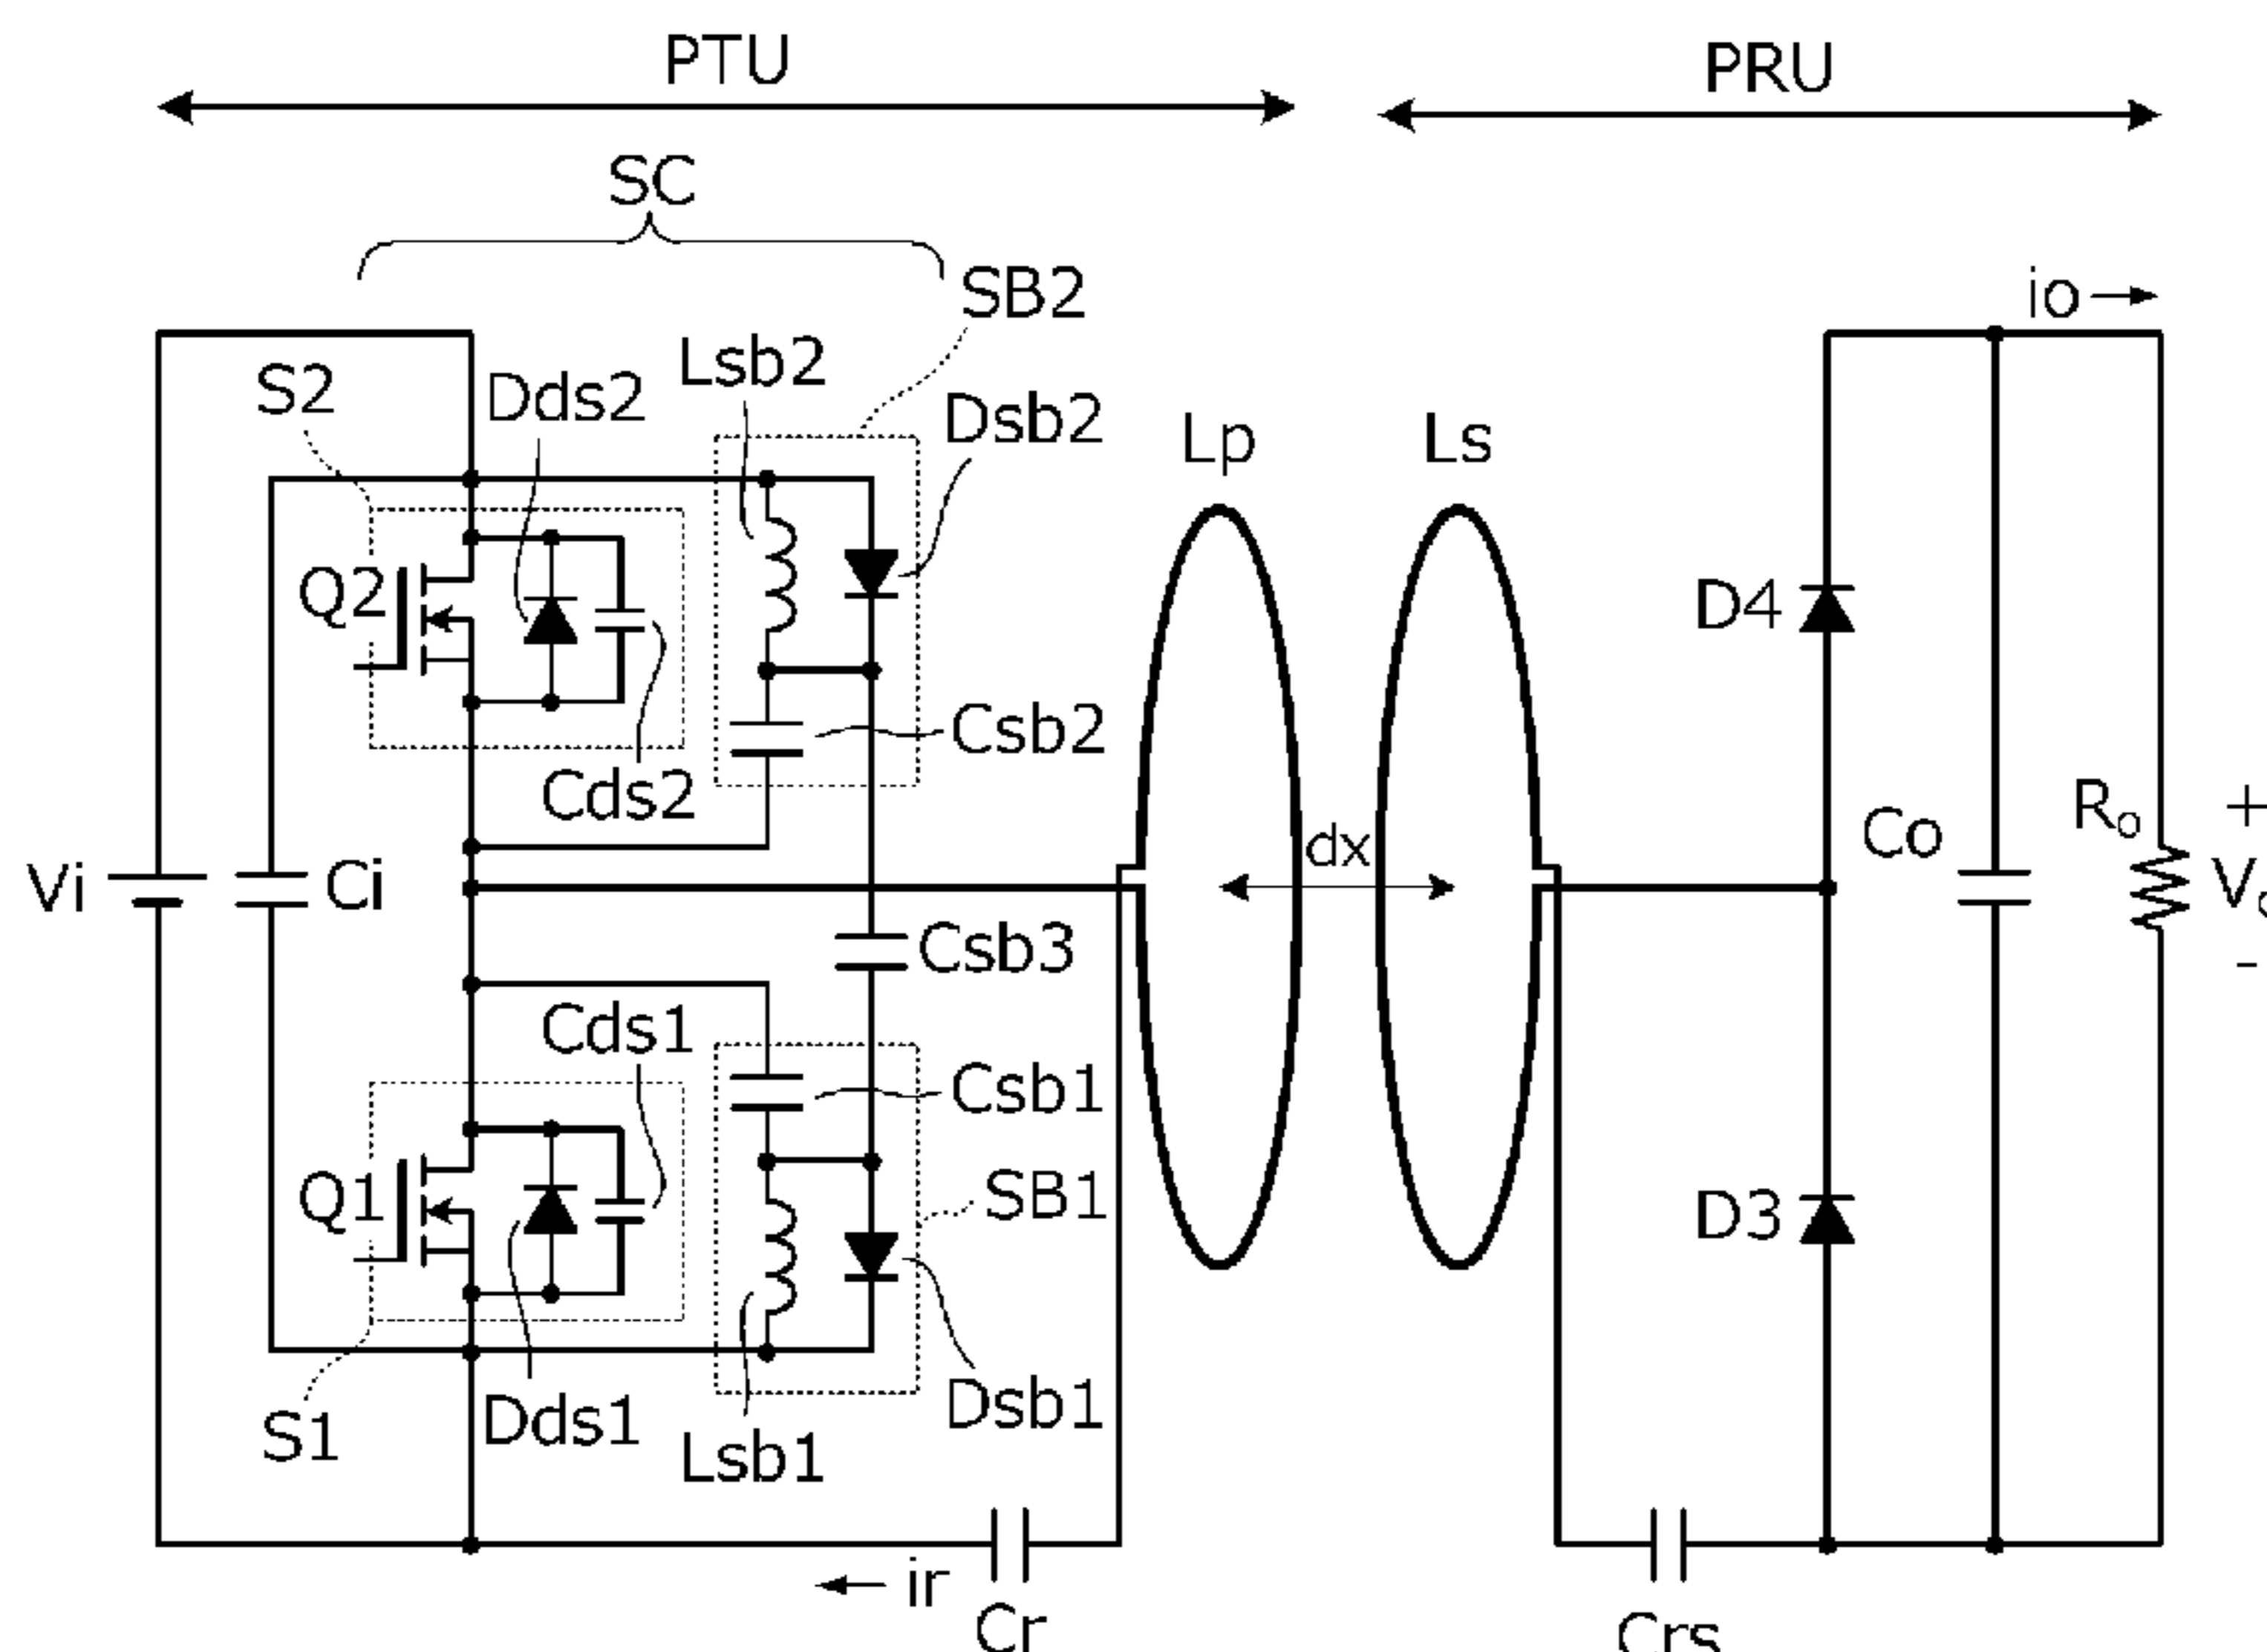 PTU
PRU
SC
SB2
io
S2
Dds2
Lsb2
Dsb2
Lp
Ls
Q2
D4
Csb2
Cds2
Vi
Ci
dx
Co
Ro
+
V
-
Csb3
Cds1
Csb1
Q1
SB1
D3
S1
Dds1
Lsb1
Dsb1
ir
Cr
Crs